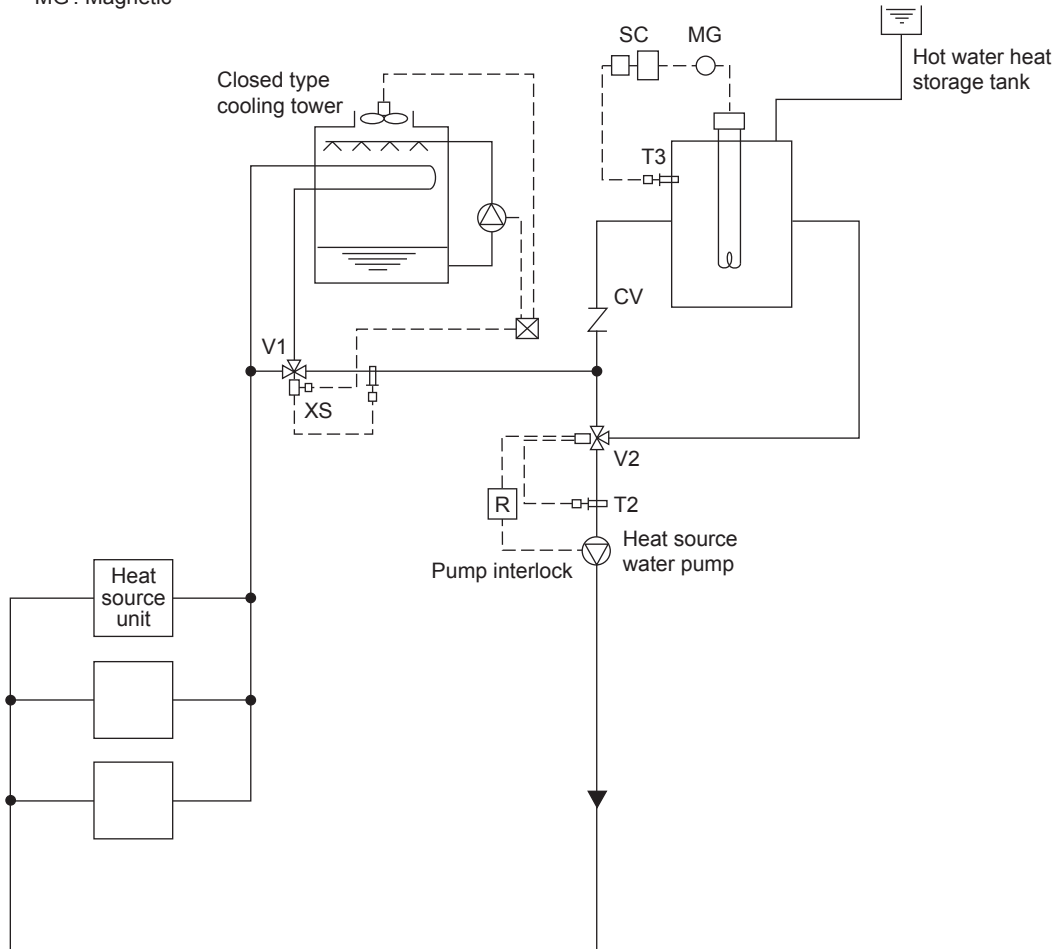 MG : Magnetic
SC
MG
Hot water heat
storage tank
Closed type
cooling tower
T3
CV
V1
XS
V2
R
T2
Pump interlock
Heat source
water pump
Heat
source
unit